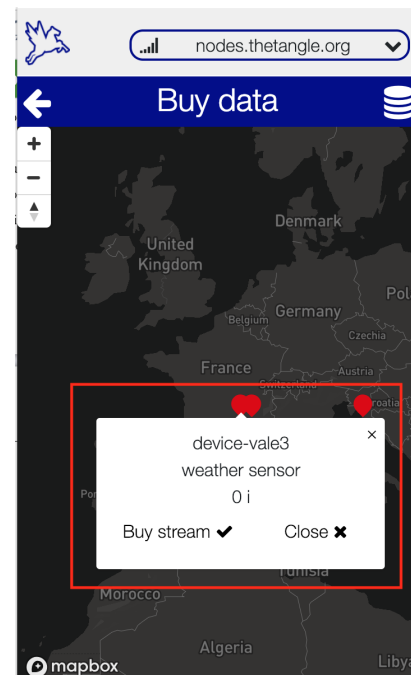 nodes.thetangle.org
Buy data
Denmark
United
Kingdom
Pol
Belgium
Germany
Czechia
France
Austria
Switzerland
roatia
device-vale3
weather sensor
0 i
Buy stream
Close
Por
Tunisia
Morocco
Algeria
Liby
mapbox